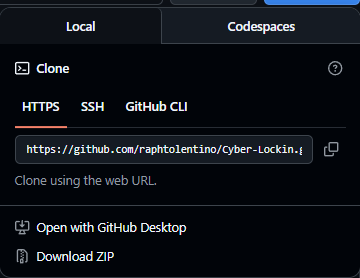 Local Codespaces
Clone
HTTPS SSH GitHub CLI
https://github.com/raphtolentino/Cyber-Lockin.g
Clone using the web URL.
Open with GitHub Desktop
Download ZIP